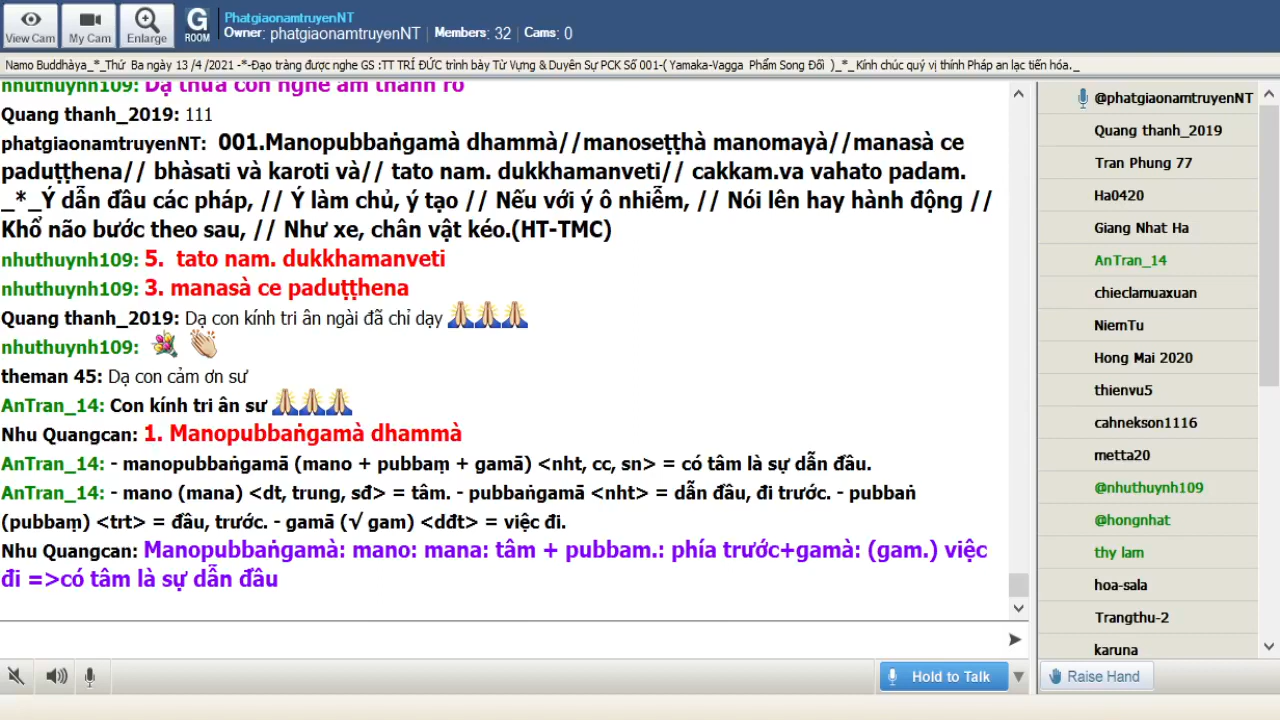 View Cam
My Cam
Enlarge
G
ROOM
PhatgiaonamtruyenNT
Owner: phatgiaonamtruyenNT | Members: 32 | Cams: 0
Namo Buddhàya_*_Thứ Ba ngày 13 /4 /2021 -*-Đạo tràng được nghe GS :TT TRÍ ĐỨC trình bày Từ Vựng & Duyên Sự PCK Số 001-( Yamaka-Vagga Phẩm Song Đối )_*_ Kính chúc quý vị thính Pháp an lạc tiến hóa._
nhuthuynh109: Dạ thưa con nghe âm thanh rõ
Quang thanh_2019: 111
phatgiaonamtruyenNT: 001.Manopubbaṅgamà dhammà//manoseṭṭhà manomayà//manasà ce
paduṭṭhena// bhàsati và karoti và// tato nam. dukkhamanveti// cakkam.va vahato padam.
_*_Ý dẫn đầu các pháp, // Ý làm chủ, ý tạo // Nếu với ý ô nhiễm, // Nói lên hay hành động //
Khổ não bước theo sau, // Như xe, chân vật kéo.(HT-TMC)
nhuthuynh109: 5. tato nam. dukkhamanveti
nhuthuynh109: 3. manasà ce paduṭṭhena
Quang thanh_2019: Dạ con kính tri ân ngài đã chỉ dạy 🙏🙏🙏
nhuthuynh109: 💐 👏
theman 45: Dạ con cảm ơn sư
AnTran_14: Con kính tri ân sư 🙏🙏🙏
Nhu Quangcan: 1. Manopubbaṅgamà dhammà
AnTran_14: - manopubbaṅgamā (mano + pubbaṃ + gamā) <nht, cc, sn> = có tâm là sự dẫn đầu.
AnTran_14: - mano (mana) <dt, trung, sđ> = tâm. - pubbaṅgamā <nht> = dẫn đầu, đi trước. - pubbaṅ
(pubbaṃ) <trt> = đầu, trước. - gamā (√ gam) <dđt> = việc đi.
Nhu Quangcan: Manopubbaṅgamà: mano: mana: tâm + pubbam.: phía trước+gamà: (gam.) việc
đi =>có tâm là sự dẫn đầu
Hold to Talk
@phatgiaonamtruyenNT
Quang thanh_2019
Tran Phung 77
Ha0420
Giang Nhat Ha
AnTran_14
chieclamuaxuan
NiemTu
Hong Mai 2020
thienvu5
cahnekson1116
metta20
@nhuthuynh109
@hongnhat
thy lam
hoa-sala
Trangthu-2
karuna
Raise Hand